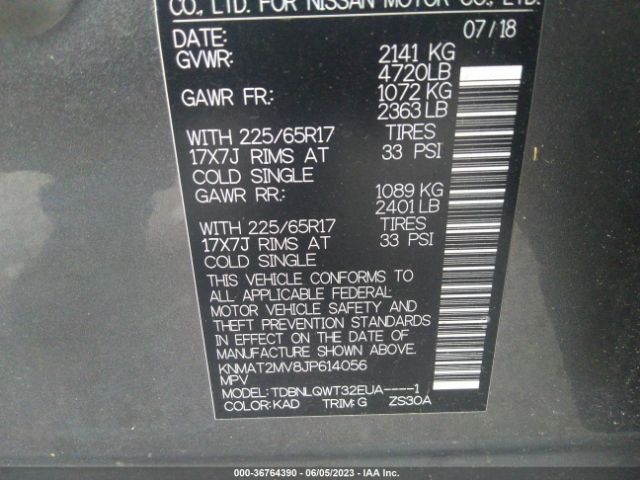 CO., LTD. FOR NISSAN MOTOR CO., LTD.
DATE: 07/18
GVWR: 2141 KG
4720LB
GAWR FR: 1072 KG
2363 LB
WITH 225/65R17 TIRES
17X7J RIMS AT 33 PSI
COLD SINGLE
GAWR RR: 1089 KG
2401 LB
WITH 225/65R17 TIRES
17X7J RIMS AT 33 PSI
COLD SINGLE
THIS VEHICLE CONFORMS TO
ALL APPLICABLE FEDERAL
MOTOR VEHICLE SAFETY AND
THEFT PREVENTION STANDARDS
IN EFFECT ON THE DATE OF
MANUFACTURE SHOWN ABOVE.
KNMAT2MV8JP614056
MPV
MODEL: TDBNLQWT32EUA----1
COLOR: KAD TRIM: G ZS30A
000-36764390 - 06/05/2023 - IAA Inc.